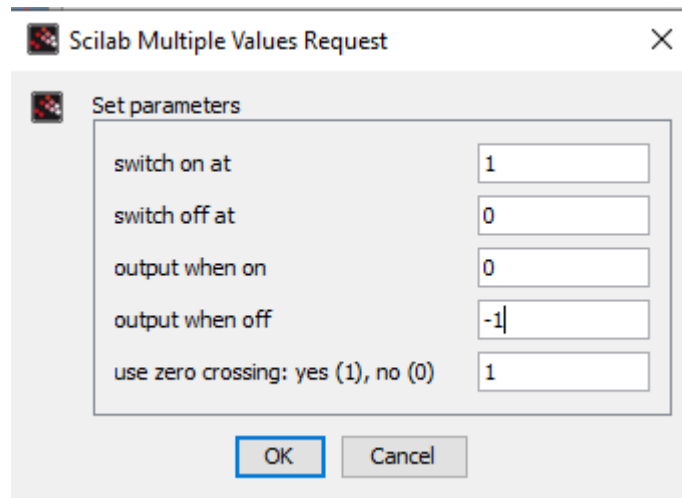 Scilab Multiple Values Request
Set parameters
switch on at 1
switch off at 0
output when on 0
output when off -1
use zero crossing: yes (1), no (0) 1
OK Cancel